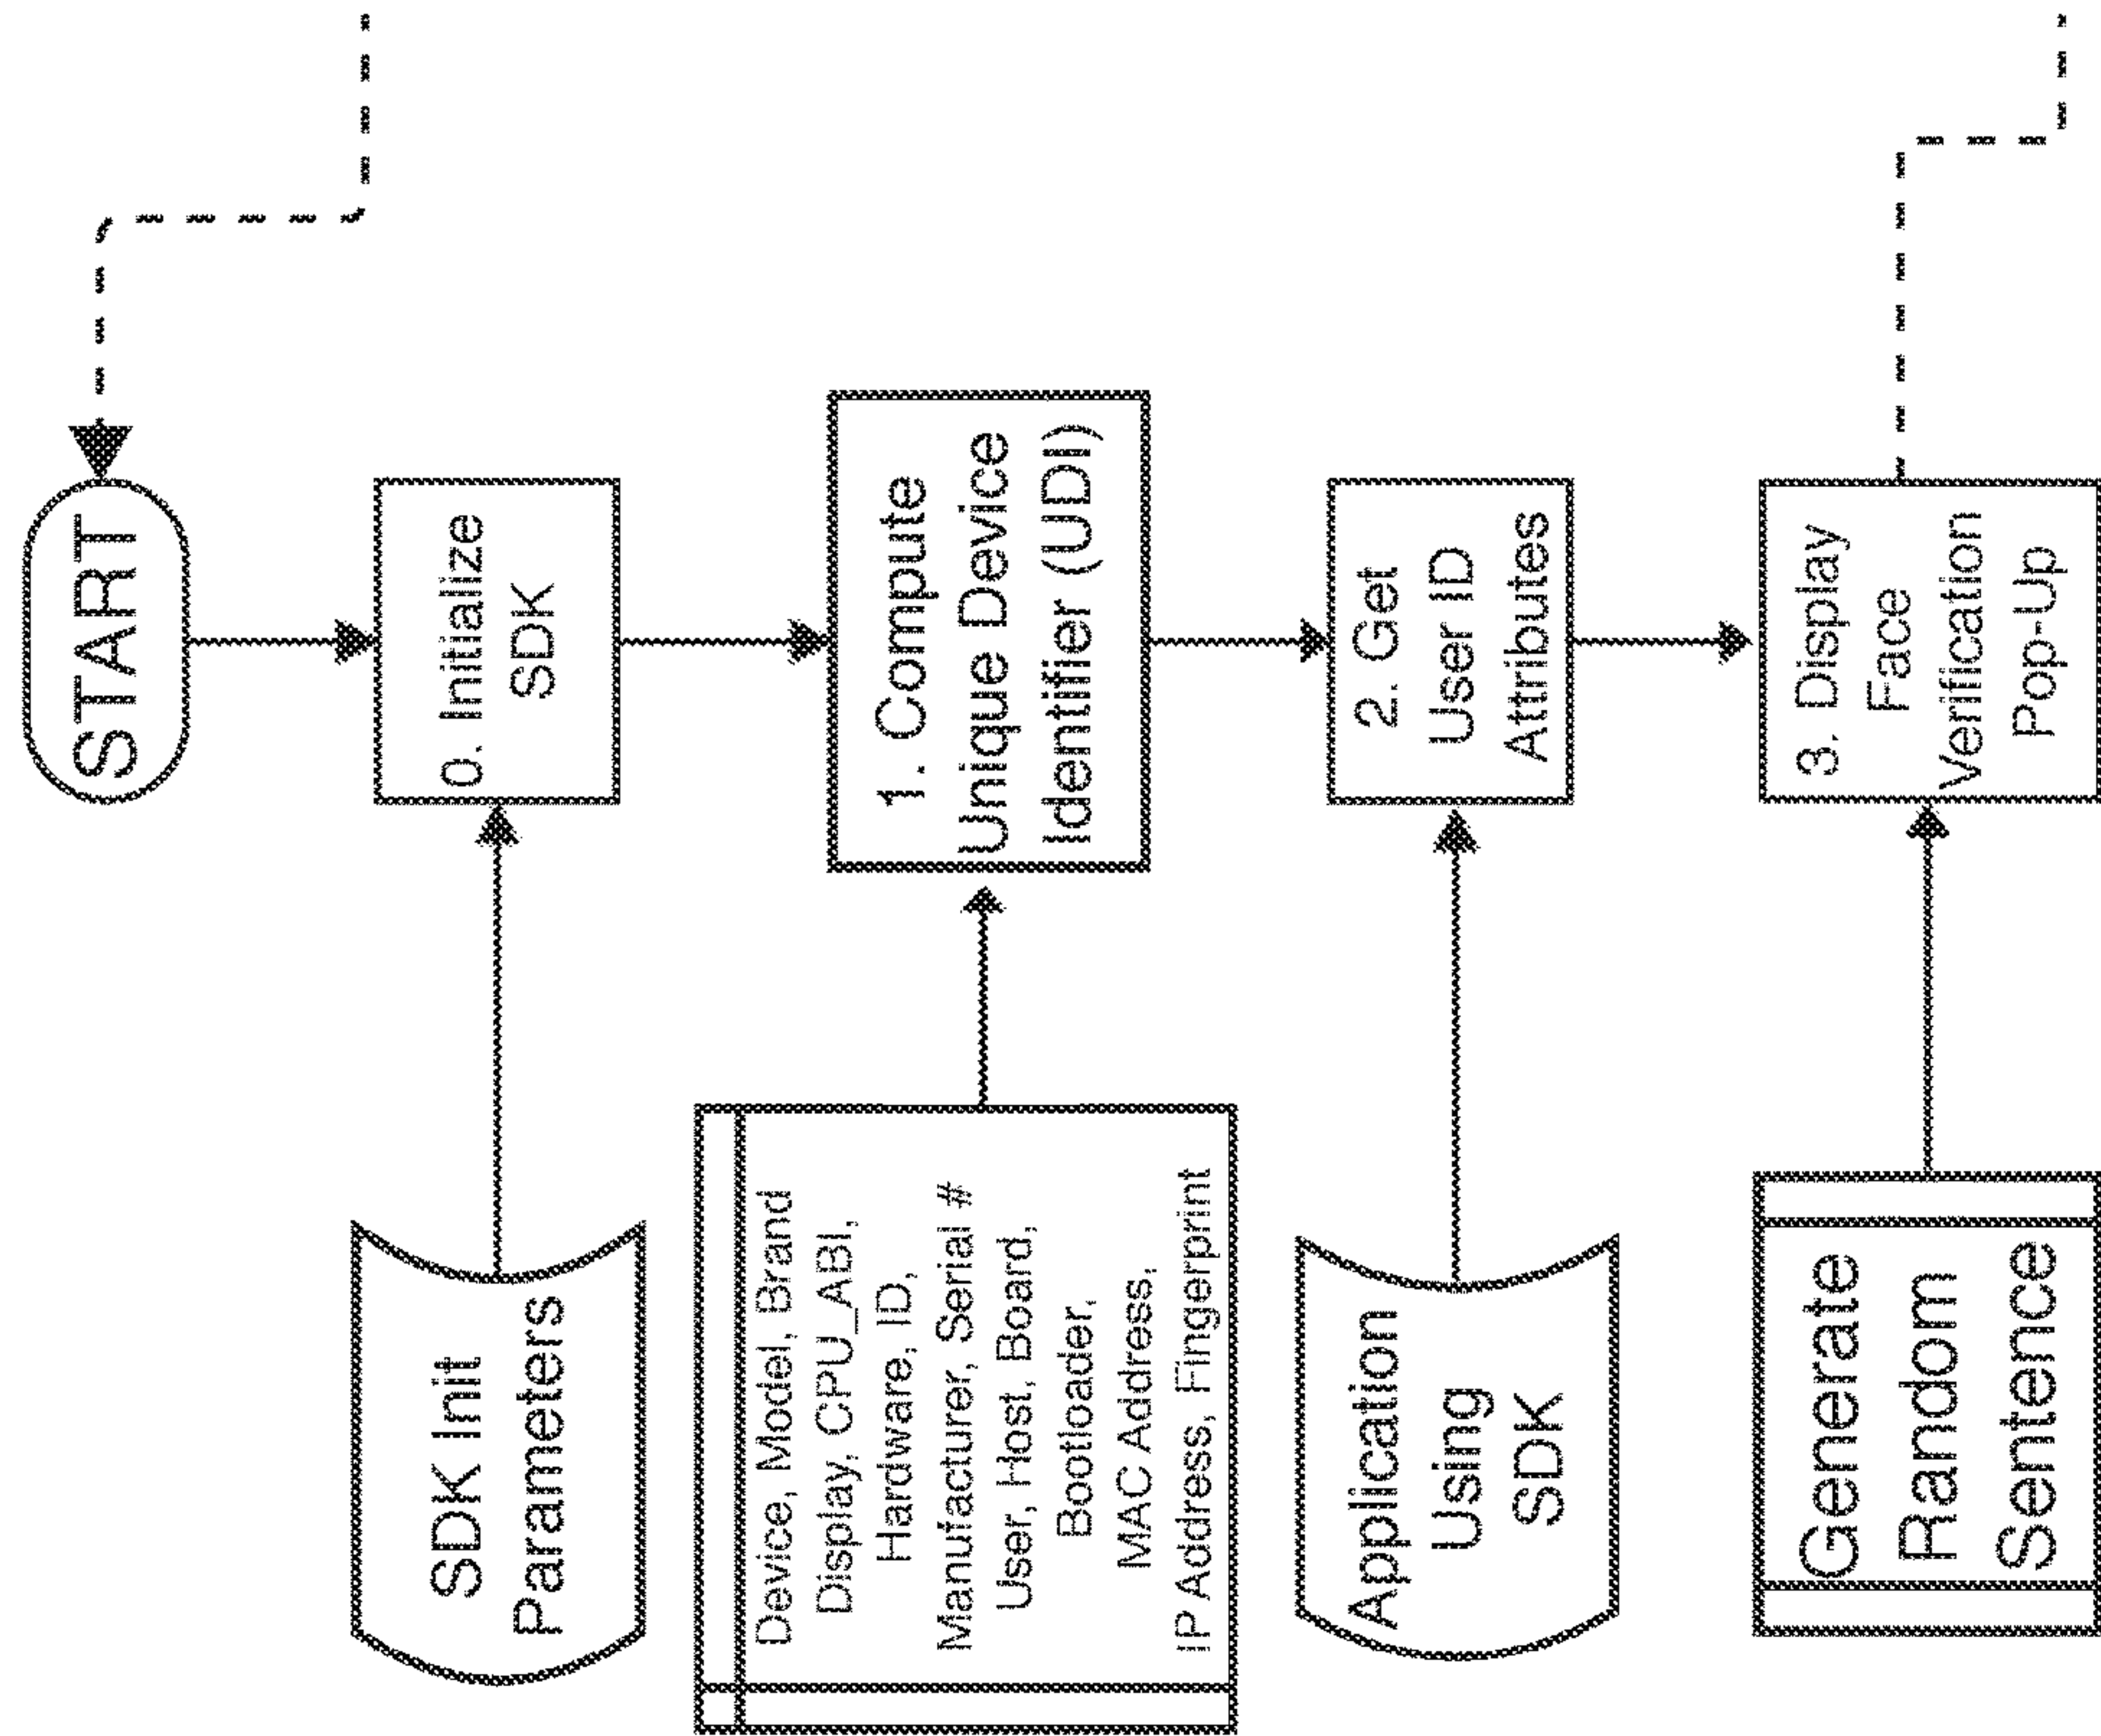 START
0. Initialize
SDK
SDK Init
Parameters
1. Compute
Unique Device
Identifier (UDI)
Device, Model, Brand
Display, CPU_ABI,
Hardware, ID,
Manufacturer, Serial #
User, Host, Board,
Bootloader,
MAC Address,
IP Address, Fingerprint
2. Get
User ID
Attributes
Application
Using
SDK
3. Display
Face
Verification
Pop-Up
Generate
Random
Sentence